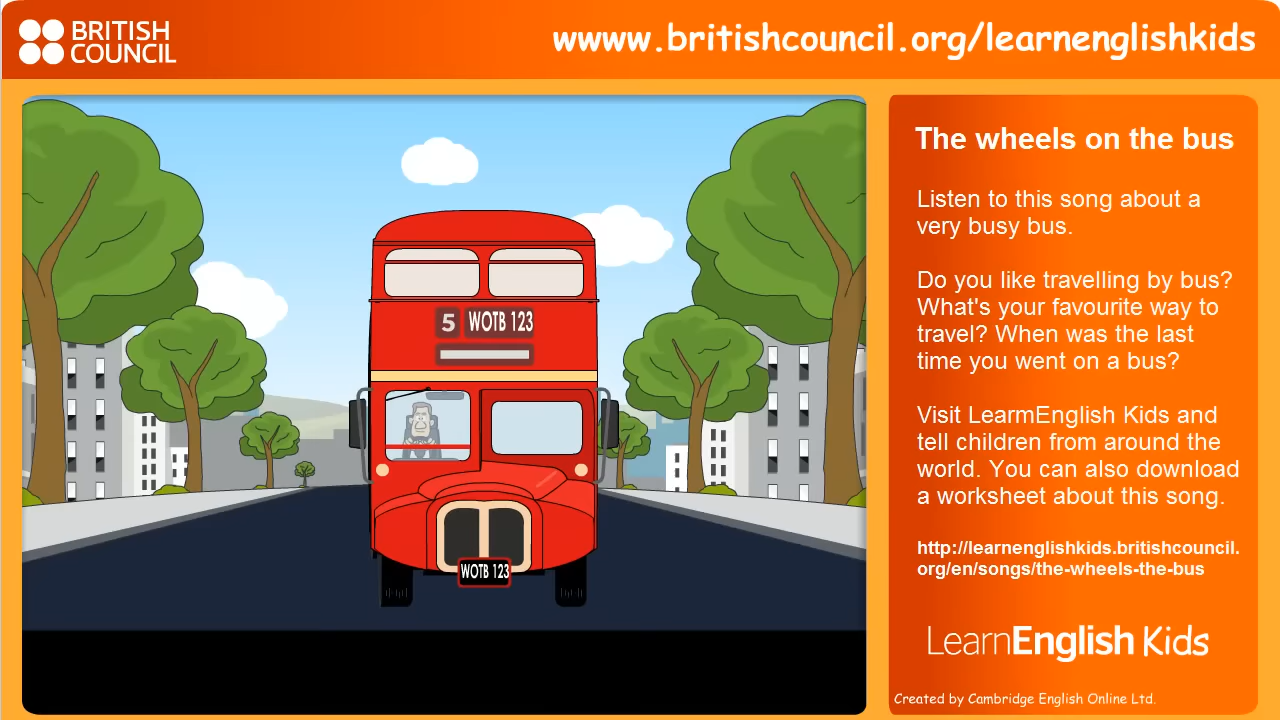 BRITISH
COUNCIL
www.britishcouncil.org/learnenglishkids
5 WOTB 123
WOTB 123
The wheels on the bus
Listen to this song about a
very busy bus.
Do you like travelling by bus?
What's your favourite way to
travel? When was the last
time you went on a bus?
Visit LearmEnglish Kids and
tell children from around the
world. You can also download
a worksheet about this song.
http://learnenglishkids.britishcouncil.
org/en/songs/the-wheels-the-bus
LearnEnglish Kids
Created by Cambridge English Online Ltd.